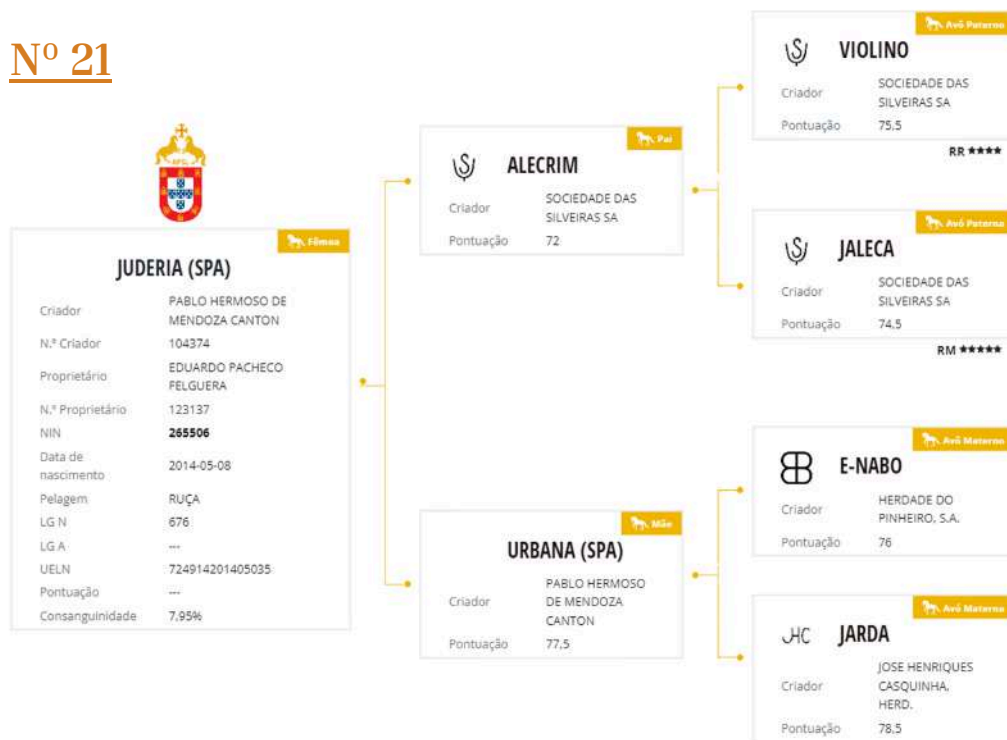 Nº 21
APSL
Fêmea
JUDERIA (SPA)
Criador PABLO HERMOSO DE
MENDOZA CANTON
N.º Criador 104374
Proprietário EDUARDO PACHECO
FELGUERA
N.º Proprietário 123137
NIN 265506
Data de
nascimento 2014-05-08
Pelagem RUÇA
LG N 676
LG A ---
UELN 724914201405035
Pontuação ---
Consanguinidade 7,95%
Pai
ALECRIM
Criador SOCIEDADE DAS
SILVEIRAS SA
Pontuação 72
Mãe
URBANA (SPA)
Criador PABLO HERMOSO
DE MENDOZA
CANTON
Pontuação 77,5
Avô Paterno
VIOLINO
Criador SOCIEDADE DAS
SILVEIRAS SA
Pontuação 75,5
RR ★★★★
Avó Paterna
JALECA
Criador SOCIEDADE DAS
SILVEIRAS SA
Pontuação 74,5
RM ★★★★★
Avô Materno
E-NABO
Criador HERDADE DO
PINHEIRO, S.A.
Pontuação 76
Avó Materna
JHC JARDA
Criador JOSE HENRIQUES
CASQUINHA,
HERD.
Pontuação 78,5